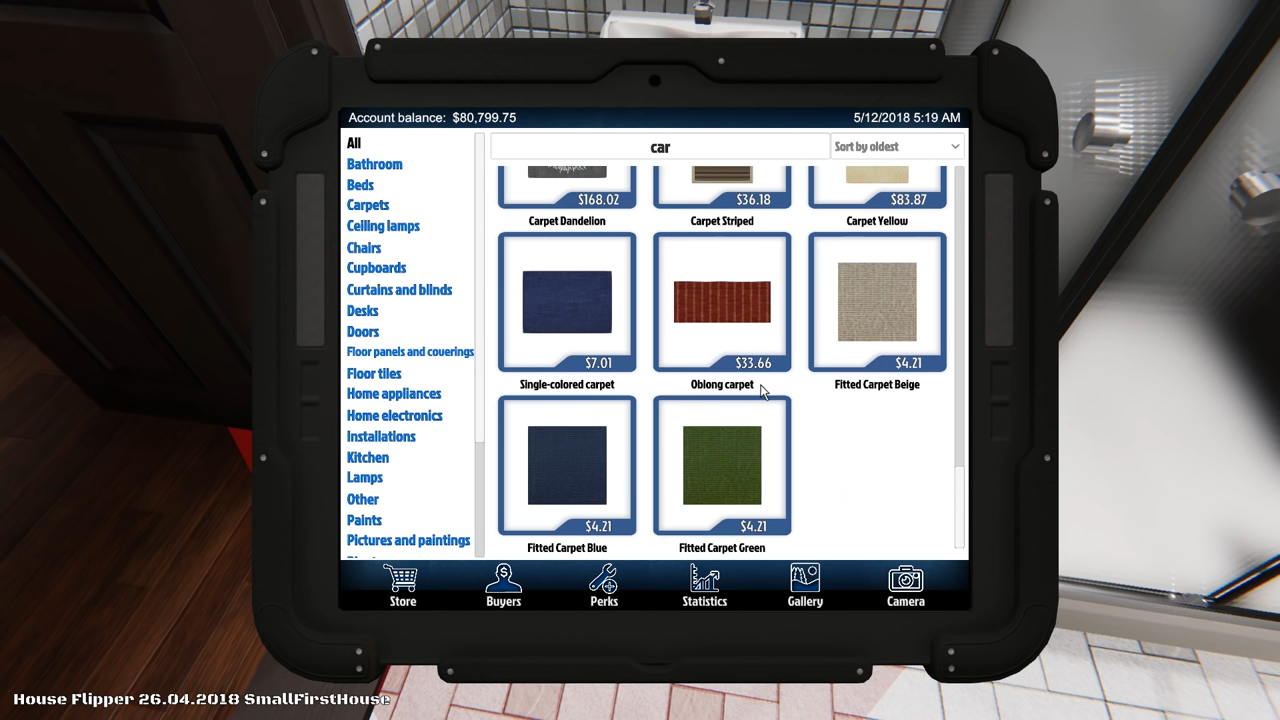 Account balance: $80,799.75
5/12/2018 5:19 AM
All
Bathroom
Beds
Carpets
Ceiling lamps
Chairs
Cupboards
Curtains and blinds
Desks
Doors
Floor panels and coverings
Floor tiles
Home appliances
Home electronics
Installations
Kitchen
Lamps
Other
Paints
Pictures and paintings
car
Sort by oldest
$168.02
$36.18
$83.87
Carpet Dandelion
Carpet Striped
Carpet Yellow
$7.01
$33.66
$4.21
Single-colored carpet
Oblong carpet
Fitted Carpet Beige
$4.21
$4.21
Fitted Carpet Blue
Fitted Carpet Green
Store
Buyers
Perks
Statistics
Gallery
Camera
House Flipper 26.04.2018 SmallFirstHouse